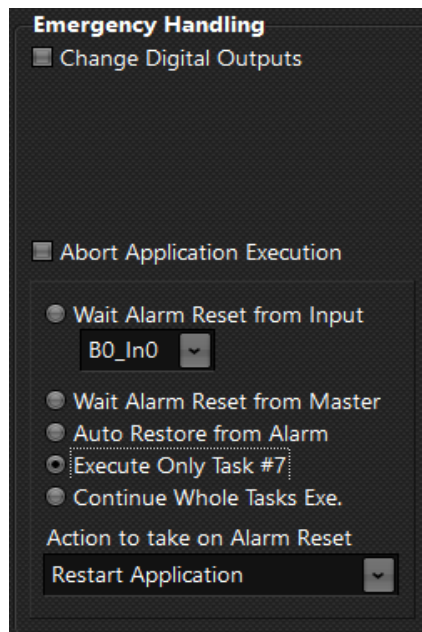 Emergency Handling
Change Digital Outputs
Abort Application Execution
Wait Alarm Reset from Input
B0_In0
Wait Alarm Reset from Master
Auto Restore from Alarm
Execute Only Task #7
Continue Whole Tasks Exe.
Action to take on Alarm Reset
Restart Application